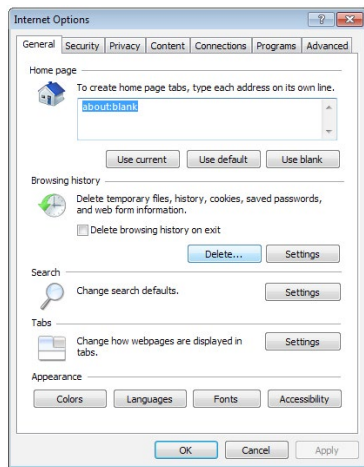 Internet Options
General Security Privacy Content Connections Programs Advanced
Home page
To create home page tabs, type each address on its own line.
about:blank
Use current Use default Use blank
Browsing history
Delete temporary files, history, cookies, saved passwords,
and web form information.
Delete browsing history on exit
Delete... Settings
Search
Change search defaults. Settings
Tabs
Change how webpages are displayed in
tabs.
Settings
Appearance
Colors Languages Fonts Accessibility
OK Cancel Apply